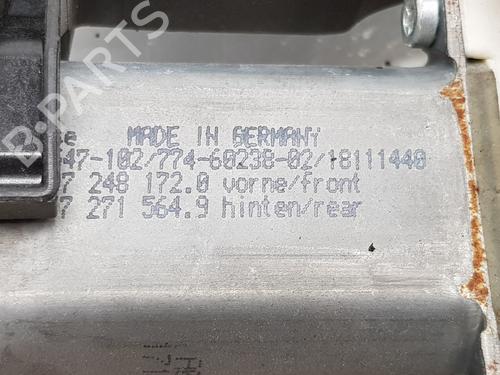 MADE IN GERMANY
47-102/774-60238-02/18111440
7 248 172.0 vorne/front
7 271 564.9 hinten/rear
B-PARTS